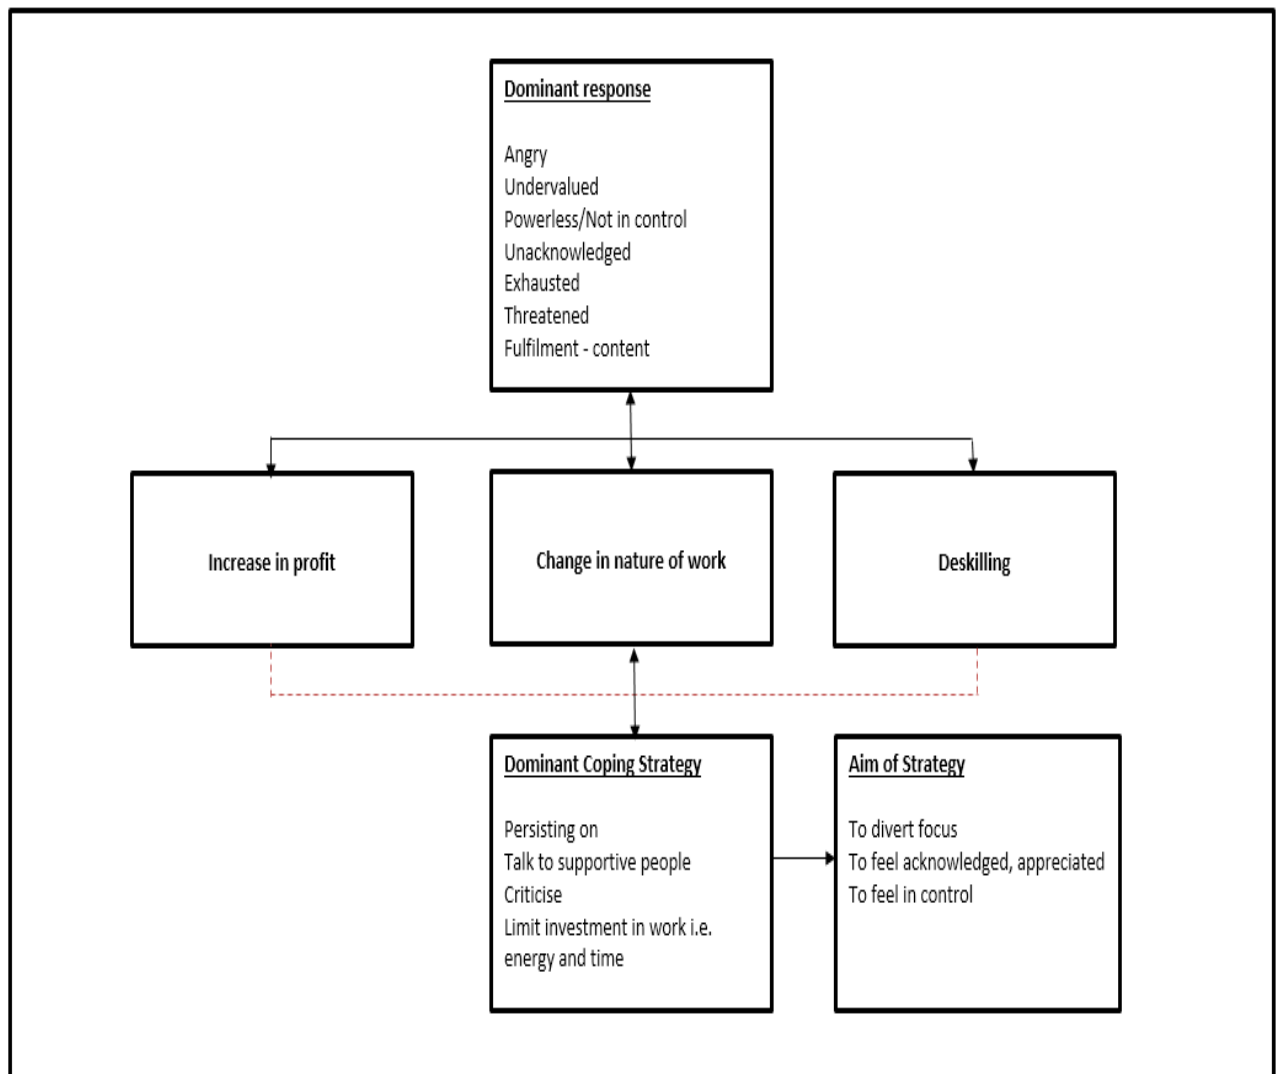 Dominant response
Angry
Undervalued
Powerless/Not in control
Unacknowledged
Exhausted
Threatened
Fulfilment - content
Increase in profit
Change in nature of work
Deskilling
Dominant Coping Strategy
Persisting on
Talk to supportive people
Criticise
Limit investment in work i.e.
energy and time
Aim of Strategy
To divert focus
To feel acknowledged, appreciated
To feel in control